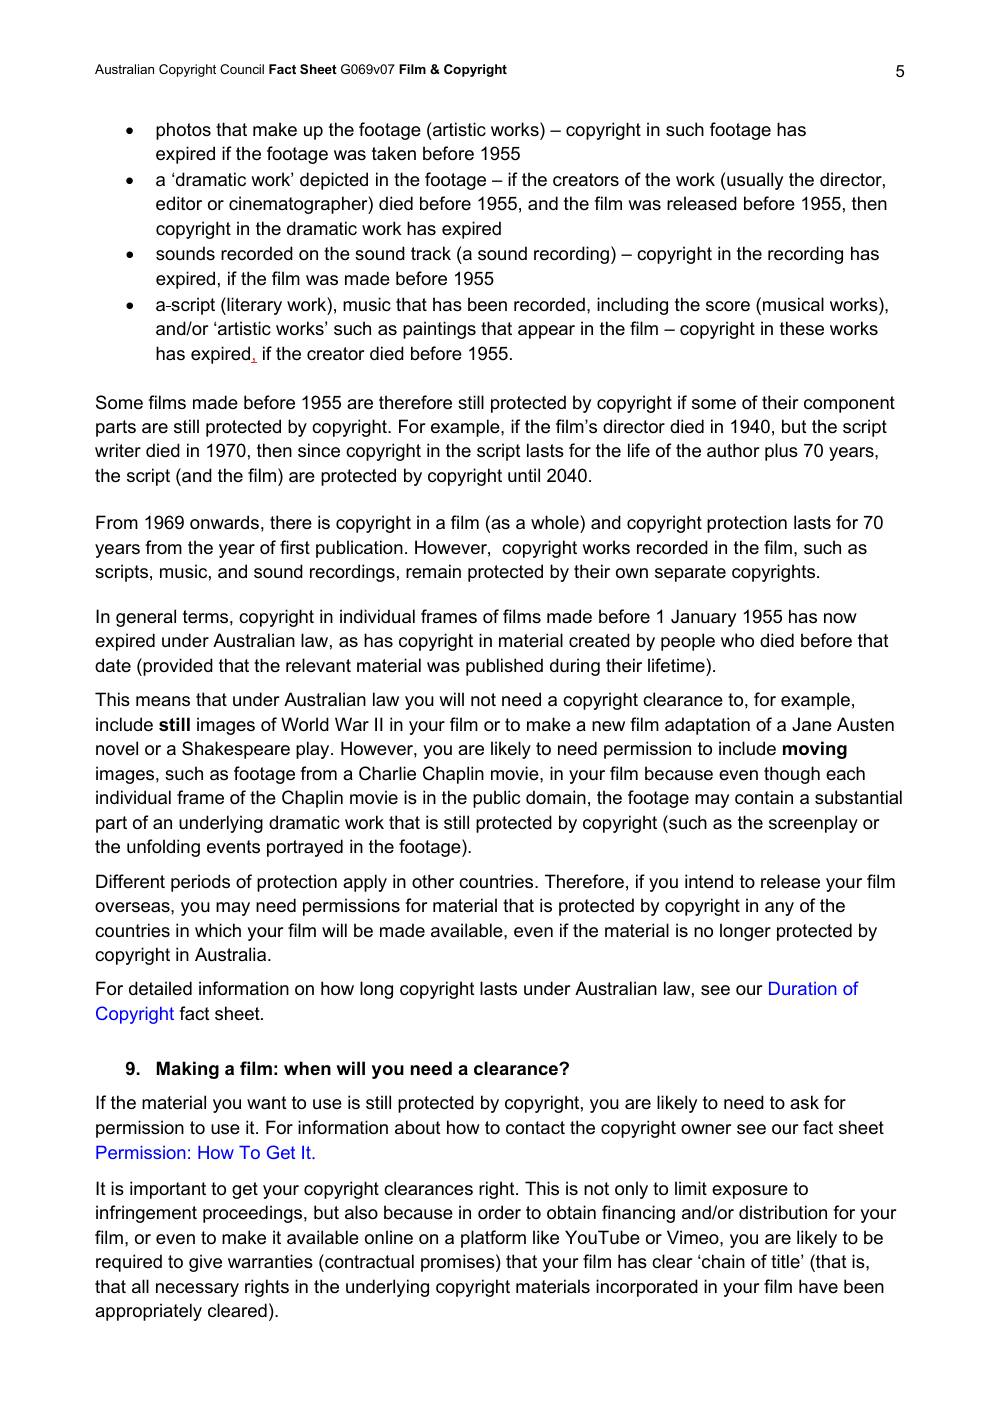 Australian Copyright Council Fact Sheet G069v07 Film & Copyright 5
• photos that make up the footage (artistic works) – copyright in such footage has
expired if the footage was taken before 1955
• a ‘dramatic work’ depicted in the footage – if the creators of the work (usually the director,
editor or cinematographer) died before 1955, and the film was released before 1955, then
copyright in the dramatic work has expired
• sounds recorded on the sound track (a sound recording) – copyright in the recording has
expired, if the film was made before 1955
• a-script (literary work), music that has been recorded, including the score (musical works),
and/or ‘artistic works’ such as paintings that appear in the film – copyright in these works
has expired, if the creator died before 1955.
Some films made before 1955 are therefore still protected by copyright if some of their component
parts are still protected by copyright. For example, if the film’s director died in 1940, but the script
writer died in 1970, then since copyright in the script lasts for the life of the author plus 70 years,
the script (and the film) are protected by copyright until 2040.
From 1969 onwards, there is copyright in a film (as a whole) and copyright protection lasts for 70
years from the year of first publication. However,  copyright works recorded in the film, such as
scripts, music, and sound recordings, remain protected by their own separate copyrights.
In general terms, copyright in individual frames of films made before 1 January 1955 has now
expired under Australian law, as has copyright in material created by people who died before that
date (provided that the relevant material was published during their lifetime).
This means that under Australian law you will not need a copyright clearance to, for example,
include still images of World War II in your film or to make a new film adaptation of a Jane Austen
novel or a Shakespeare play. However, you are likely to need permission to include moving
images, such as footage from a Charlie Chaplin movie, in your film because even though each
individual frame of the Chaplin movie is in the public domain, the footage may contain a substantial
part of an underlying dramatic work that is still protected by copyright (such as the screenplay or
the unfolding events portrayed in the footage).
Different periods of protection apply in other countries. Therefore, if you intend to release your film
overseas, you may need permissions for material that is protected by copyright in any of the
countries in which your film will be made available, even if the material is no longer protected by
copyright in Australia.
For detailed information on how long copyright lasts under Australian law, see our Duration of
Copyright fact sheet.
9. Making a film: when will you need a clearance?
If the material you want to use is still protected by copyright, you are likely to need to ask for
permission to use it. For information about how to contact the copyright owner see our fact sheet
Permission: How To Get It.
It is important to get your copyright clearances right. This is not only to limit exposure to
infringement proceedings, but also because in order to obtain financing and/or distribution for your
film, or even to make it available online on a platform like YouTube or Vimeo, you are likely to be
required to give warranties (contractual promises) that your film has clear ‘chain of title’ (that is,
that all necessary rights in the underlying copyright materials incorporated in your film have been
appropriately cleared).